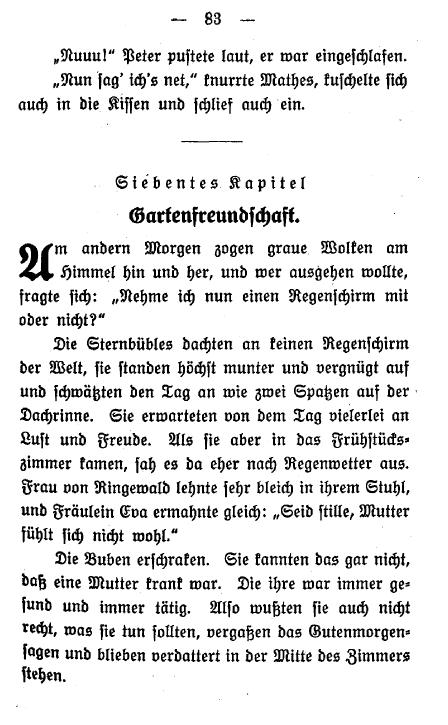 — 83 —
„Nuuu!“ Peter pustete laut, er war eingeschlafen.
„Nun sag' ich's net,“ knurrte Mathes, kuschelte sich
auch in die Kissen und schlief auch ein.
Siebentes Kapitel
Gartenfreundschaft.
Am andern Morgen zogen graue Wolken am
Himmel hin und her, und wer ausgehen wollte,
fragte sich: „Nehme ich nun einen Regenschirm mit
oder nicht?“
Die Sternbübles dachten an keinen Regenschirm
der Welt, sie standen höchst munter und vergnügt auf
und schwätzten den Tag an wie zwei Spatzen auf der
Dachrinne. Sie erwarteten von dem Tag vielerlei an
Lust und Freude. Als sie aber in das Frühstücks-
zimmer kamen, sah es da eher nach Regenwetter aus.
Frau von Ringewald lehnte sehr bleich in ihrem Stuhl,
und Fräulein Eva ermahnte gleich: „Seid stille, Mutter
fühlt sich nicht wohl.“
Die Buben erschraken. Sie kannten das gar nicht,
daß eine Mutter krank war. Die ihre war immer ge-
sund und immer tätig. Also wußten sie auch nicht
recht, was sie tun sollten, vergaßen das Gutenmorgen-
sagen und blieben verdattert in der Mitte des Zimmers
stehen.